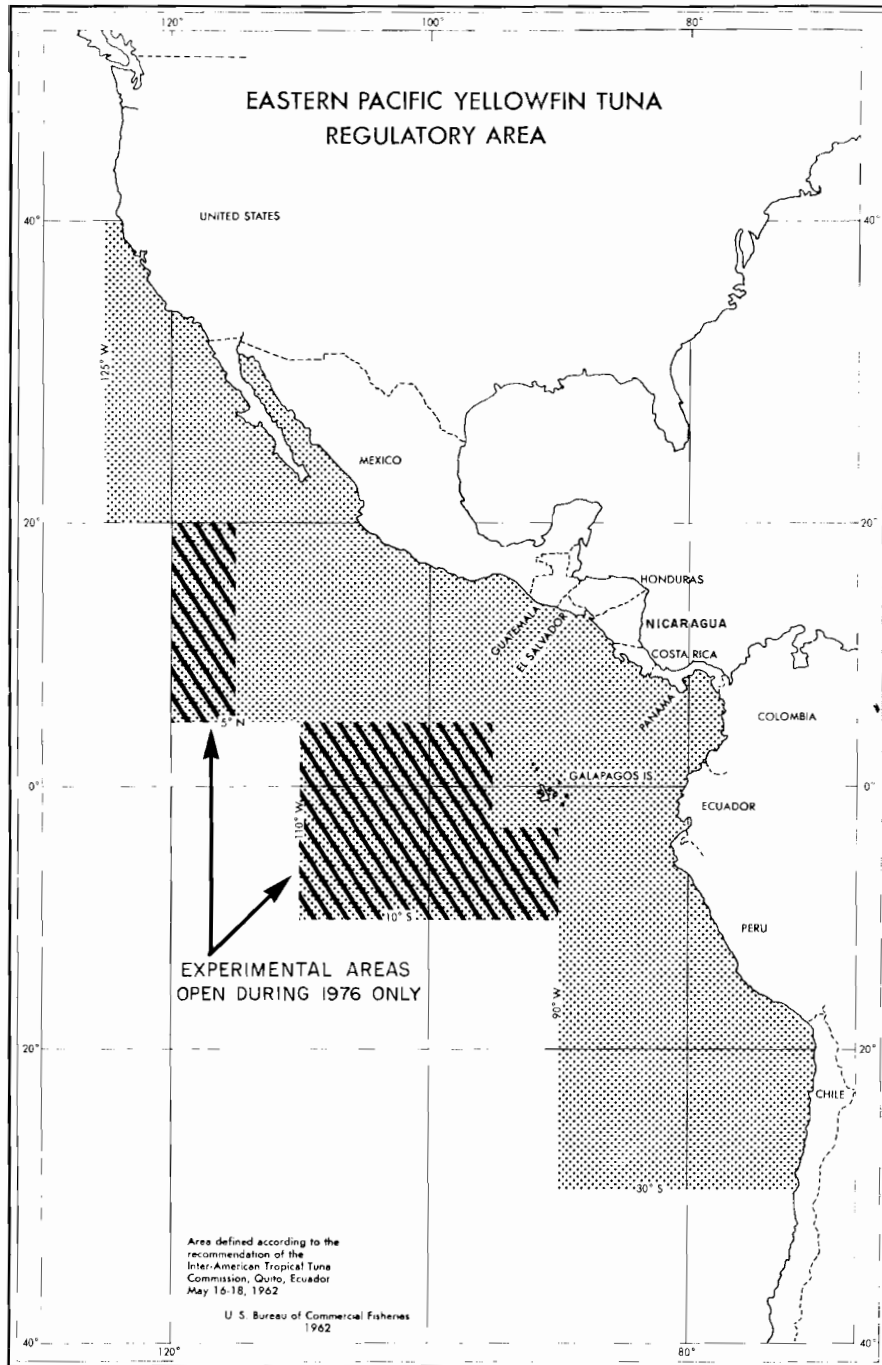 120°
100°
80°
EASTERN PACIFIC YELLOWFIN TUNA
REGULATORY AREA
40°
UNITED STATES
40°
125° W
MEXICO
20°
20°
HONDURAS
GUATEMALA
EL SALVADOR
NICARAGUA
COSTA RICA
PANAMA
COLOMBIA
5° N
GALAPAGOS IS.
0°
0°
ECUADOR
110° W
10° S
PERU
EXPERIMENTAL AREAS
OPEN DURING 1976 ONLY
90° W
20°
20°
CHILE
30° S
Area defined according to the
recommendation of the
Inter-American Tropical Tuna
Commission, Quito, Ecuador
May 16-18, 1962
U S. Bureau of Commercial Fisheries
1962
40°
120°
80°
40°